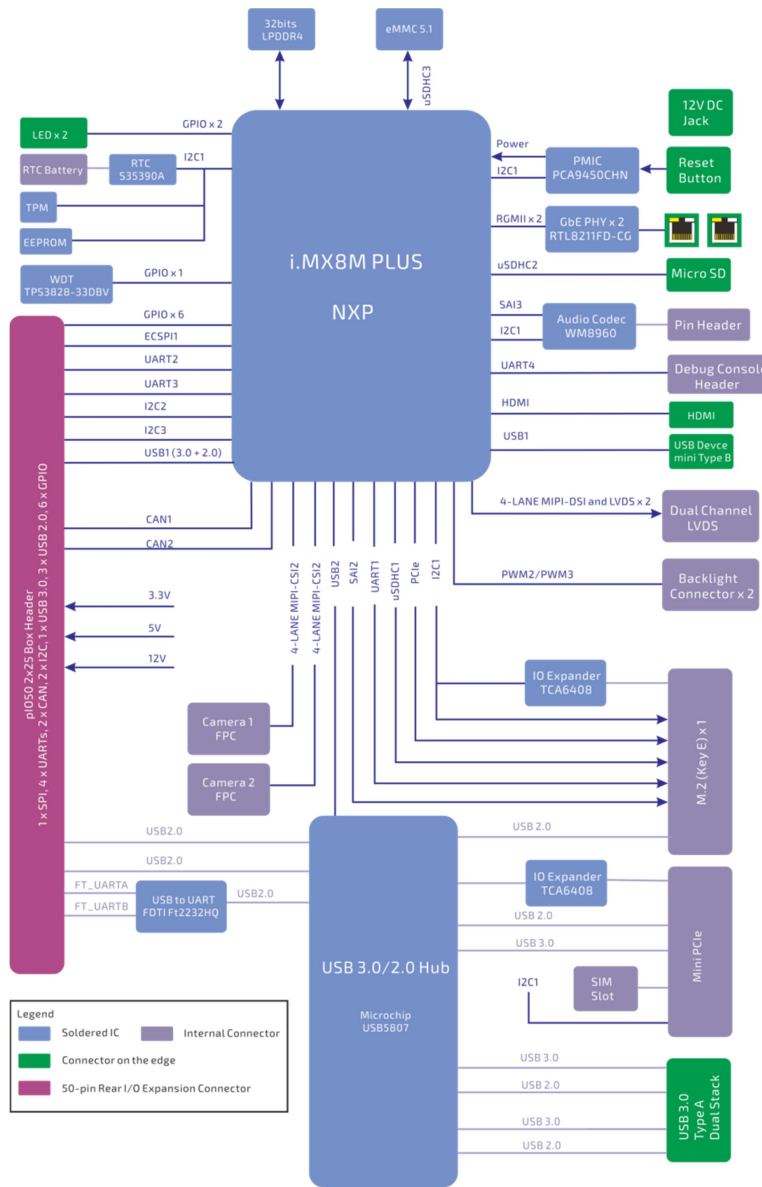 32bits
LPDDR4
eMMC 5.1
uSDHC3
LED x 2
GPIO x 2
RTC Battery
RTC
S35390A
I2C1
TPM
EEPROM
WDT
TPS3828-33DBV
GPIO x 1
i.MX8M PLUS
NXP
12V DC
Jack
Power
I2C1
PMIC
PCA9450CHN
Reset
Button
RGMII x 2
GbE PHY x 2
RTL8211FD-CG
uSDHC2
Micro SD
SAI3
I2C1
Audio Codec
WM8960
Pin Header
UART4
Debug Console
Header
HDMI
HDMI
USB1
USB Devce
mini Type B
GPIO x 6
ECSPI1
UART2
UART3
I2C2
I2C3
USB1 (3.0 + 2.0)
CAN1
CAN2
3.3V
5V
12V
pIO50 2x25 Box Header
1 x SPI, 4 x UARTs, 2 x CAN, 2 x I2C, 1 x USB 3.0, 3 x USB 2.0, 6 x GPIO
4-LANE MIPI-CSI2
4-LANE MIPI-CSI2
USB2
SAI2
UART1
uSDHC1
PCIe
I2C1
4-LANE MIPI-DSI and LVDS x 2
Dual Channel
LVDS
PWM2/PWM3
Backlight
Connector x 2
Camera 1
FPC
Camera 2
FPC
IO Expander
TCA6408
M.2 (Key E) x 1
USB2.0
USB 2.0
USB2.0
FT_UARTA
FT_UARTB
USB to UART
FDTI Ft2232HQ
USB2.0
USB 3.0/2.0 Hub
Microchip
USB5807
IO Expander
TCA6408
USB 2.0
USB 3.0
I2C1
SIM
Slot
Mini PCIe
USB 3.0
USB 2.0
USB 3.0
USB 2.0
USB 3.0
Type A
Dual Stack
Legend
Soldered IC
Internal Connector
Connector on the edge
50-pin Rear I/O Expansion Connector